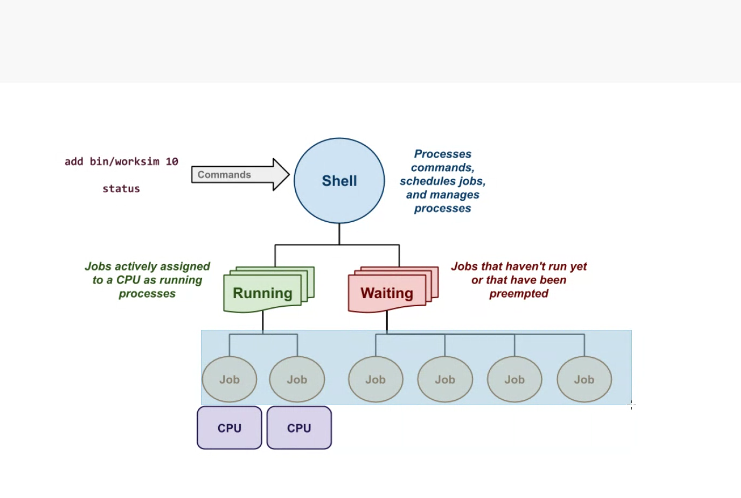 add bin/worksim 10
status
Commands
Shell
Processes
commands,
schedules jobs,
and manages
processes
Jobs actively assigned
to a CPU as running
processes
Running
Waiting
Jobs that haven't run yet
or that have been
preempted
Job Job Job Job Job Job
CPU CPU